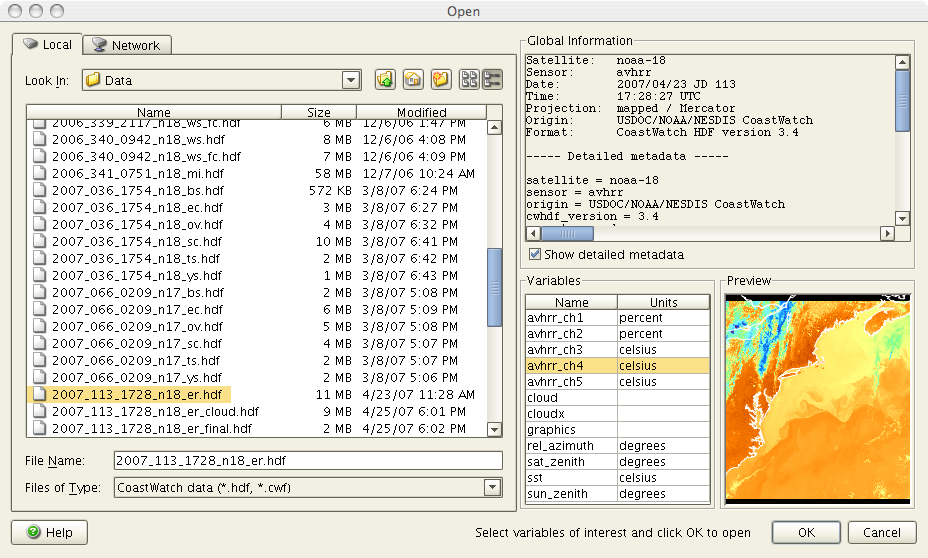 Open
Local
Network
Look In:
Data
Name Size Modified
2006_339_2117_n18_ws_fc.hdf 6 MB 12/6/06 1:47 PM
2006_340_0942_n18_ws.hdf 8 MB 12/6/06 4:08 PM
2006_340_0942_n18_ws_fc.hdf 7 MB 12/6/06 4:09 PM
2006_341_0751_n18_mi.hdf 58 MB 12/7/06 10:24 AM
2007_036_1754_n18_bs.hdf 572 KB 3/8/07 6:24 PM
2007_036_1754_n18_ec.hdf 3 MB 3/8/07 6:27 PM
2007_036_1754_n18_ov.hdf 4 MB 3/8/07 6:32 PM
2007_036_1754_n18_sc.hdf 10 MB 3/8/07 6:41 PM
2007_036_1754_n18_ts.hdf 2 MB 3/8/07 6:42 PM
2007_036_1754_n18_ys.hdf 1 MB 3/8/07 6:43 PM
2007_066_0209_n17_bs.hdf 2 MB 3/8/07 5:08 PM
2007_066_0209_n17_ec.hdf 6 MB 3/8/07 5:09 PM
2007_066_0209_n17_ov.hdf 5 MB 3/8/07 5:08 PM
2007_066_0209_n17_sc.hdf 4 MB 3/8/07 5:07 PM
2007_066_0209_n17_ts.hdf 2 MB 3/8/07 5:07 PM
2007_066_0209_n17_ys.hdf 2 MB 3/8/07 5:06 PM
2007_113_1728_n18_er.hdf 11 MB 4/23/07 11:28 AM
2007_113_1728_n18_er_cloud.hdf 9 MB 4/25/07 6:01 PM
2007_113_1728_n18_er_final.hdf 2 MB 4/25/07 6:02 PM
File Name: 2007_113_1728_n18_er.hdf
Files of Type: CoastWatch data (*.hdf, *.cwf)
Help
Global Information
Satellite: noaa-18
Sensor: avhrr
Date: 2007/04/23 JD 113
Time: 17:28:27 UTC
Projection: mapped / Mercator
Origin: USDOC/NOAA/NESDIS CoastWatch
Format: CoastWatch HDF version 3.4
----- Detailed metadata -----
satellite = noaa-18
sensor = avhrr
origin = USDOC/NOAA/NESDIS CoastWatch
cwhdf_version = 3.4
Show detailed metadata
Variables
Name Units
avhrr_ch1 percent
avhrr_ch2 percent
avhrr_ch3 celsius
avhrr_ch4 celsius
avhrr_ch5 celsius
cloud
cloudx
graphics
rel_azimuth degrees
sat_zenith degrees
sst celsius
sun_zenith degrees
Preview
Select variables of interest and click OK to open
OK
Cancel